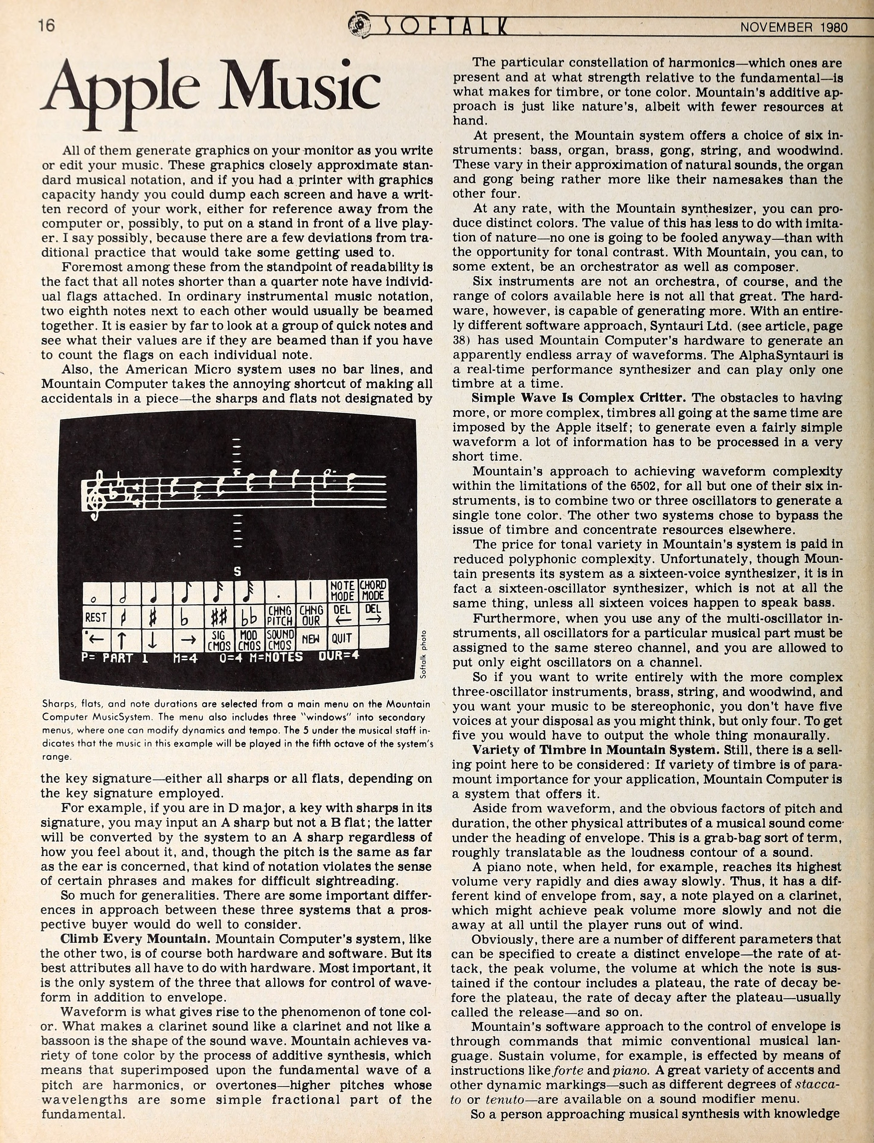 16
SOFTALK
NOVEMBER 1980
Apple Music
All of them generate graphics on your monitor as you write
or edit your music. These graphics closely approximate stan-
dard musical notation, and if you had a printer with graphics
capacity handy you could dump each screen and have a writ-
ten record of your work, either for reference away from the
computer or, possibly, to put on a stand in front of a live play-
er. I say possibly, because there are a few deviations from tra-
ditional practice that would take some getting used to.
Foremost among these from the standpoint of readability is
the fact that all notes shorter than a quarter note have individ-
ual flags attached. In ordinary instrumental music notation,
two eighth notes next to each other would usually be beamed
together. It is easier by far to look at a group of quick notes and
see what their values are if they are beamed than if you have
to count the flags on each individual note.
Also, the American Micro system uses no bar lines, and
Mountain Computer takes the annoying shortcut of making all
accidentals in a piece—the sharps and flats not designated by
S
NOTE MODE
CHORD MODE
REST
CHNG PITCH
CHNG DUR
DEL ←
DEL →
← ↑ ↓ →
SIG CMDS
MOD CMDS
SOUND CMDS
NEW
QUIT
P= PART 1 M=4 O=4 M=NOTES DUR=4
Softalk photo
Sharps, flats, and note durations are selected from a main menu on the Mountain
Computer MusicSystem. The menu also includes three "windows" into secondary
menus, where one can modify dynamics and tempo. The 5 under the musical staff in-
dicates that the music in this example will be played in the fifth octave of the system's
range.
the key signature—either all sharps or all flats, depending on
the key signature employed.
For example, if you are in D major, a key with sharps in its
signature, you may input an A sharp but not a B flat; the latter
will be converted by the system to an A sharp regardless of
how you feel about it, and, though the pitch is the same as far
as the ear is concerned, that kind of notation violates the sense
of certain phrases and makes for difficult sightreading.
So much for generalities. There are some important differ-
ences in approach between these three systems that a pros-
pective buyer would do well to consider.
Climb Every Mountain. Mountain Computer's system, like
the other two, is of course both hardware and software. But its
best attributes all have to do with hardware. Most important, it
is the only system of the three that allows for control of wave-
form in addition to envelope.
Waveform is what gives rise to the phenomenon of tone col-
or. What makes a clarinet sound like a clarinet and not like a
bassoon is the shape of the sound wave. Mountain achieves va-
riety of tone color by the process of additive synthesis, which
means that superimposed upon the fundamental wave of a
pitch are harmonics, or overtones—higher pitches whose
wavelengths are some simple fractional part of the
fundamental.
The particular constellation of harmonics—which ones are
present and at what strength relative to the fundamental—is
what makes for timbre, or tone color. Mountain's additive ap-
proach is just like nature's, albeit with fewer resources at
hand.
At present, the Mountain system offers a choice of six in-
struments: bass, organ, brass, gong, string, and woodwind.
These vary in their approximation of natural sounds, the organ
and gong being rather more like their namesakes than the
other four.
At any rate, with the Mountain synthesizer, you can pro-
duce distinct colors. The value of this has less to do with imita-
tion of nature—no one is going to be fooled anyway—than with
the opportunity for tonal contrast. With Mountain, you can, to
some extent, be an orchestrator as well as composer.
Six instruments are not an orchestra, of course, and the
range of colors available here is not all that great. The hard-
ware, however, is capable of generating more. With an entire-
ly different software approach, Syntauri Ltd. (see article, page
38) has used Mountain Computer's hardware to generate an
apparently endless array of waveforms. The AlphaSyntauri is
a real-time performance synthesizer and can play only one
timbre at a time.
Simple Wave Is Complex Critter. The obstacles to having
more, or more complex, timbres all going at the same time are
imposed by the Apple itself; to generate even a fairly simple
waveform a lot of information has to be processed in a very
short time.
Mountain's approach to achieving waveform complexity
within the limitations of the 6502, for all but one of their six in-
struments, is to combine two or three oscillators to generate a
single tone color. The other two systems chose to bypass the
issue of timbre and concentrate resources elsewhere.
The price for tonal variety in Mountain's system is paid in
reduced polyphonic complexity. Unfortunately, though Moun-
tain presents its system as a sixteen-voice synthesizer, it is in
fact a sixteen-oscillator synthesizer, which is not at all the
same thing, unless all sixteen voices happen to speak bass.
Furthermore, when you use any of the multi-oscillator in-
struments, all oscillators for a particular musical part must be
assigned to the same stereo channel, and you are allowed to
put only eight oscillators on a channel.
So if you want to write entirely with the more complex
three-oscillator instruments, brass, string, and woodwind, and
you want your music to be stereophonic, you don't have five
voices at your disposal as you might think, but only four. To get
five you would have to output the whole thing monaurally.
Variety of Timbre in Mountain System. Still, there is a sell-
ing point here to be considered: If variety of timbre is of para-
mount importance for your application, Mountain Computer is
a system that offers it.
Aside from waveform, and the obvious factors of pitch and
duration, the other physical attributes of a musical sound come
under the heading of envelope. This is a grab-bag sort of term,
roughly translatable as the loudness contour of a sound.
A piano note, when held, for example, reaches its highest
volume very rapidly and dies away slowly. Thus, it has a dif-
ferent kind of envelope from, say, a note played on a clarinet,
which might achieve peak volume more slowly and not die
away at all until the player runs out of wind.
Obviously, there are a number of different parameters that
can be specified to create a distinct envelope—the rate of at-
tack, the peak volume, the volume at which the note is sus-
tained if the contour includes a plateau, the rate of decay be-
fore the plateau, the rate of decay after the plateau—usually
called the release—and so on.
Mountain's software approach to the control of envelope is
through commands that mimic conventional musical lan-
guage. Sustain volume, for example, is effected by means of
instructions like forte and piano. A great variety of accents and
other dynamic markings—such as different degrees of stacca-
to or tenuto—are available on a sound modifier menu.
So a person approaching musical synthesis with knowledge